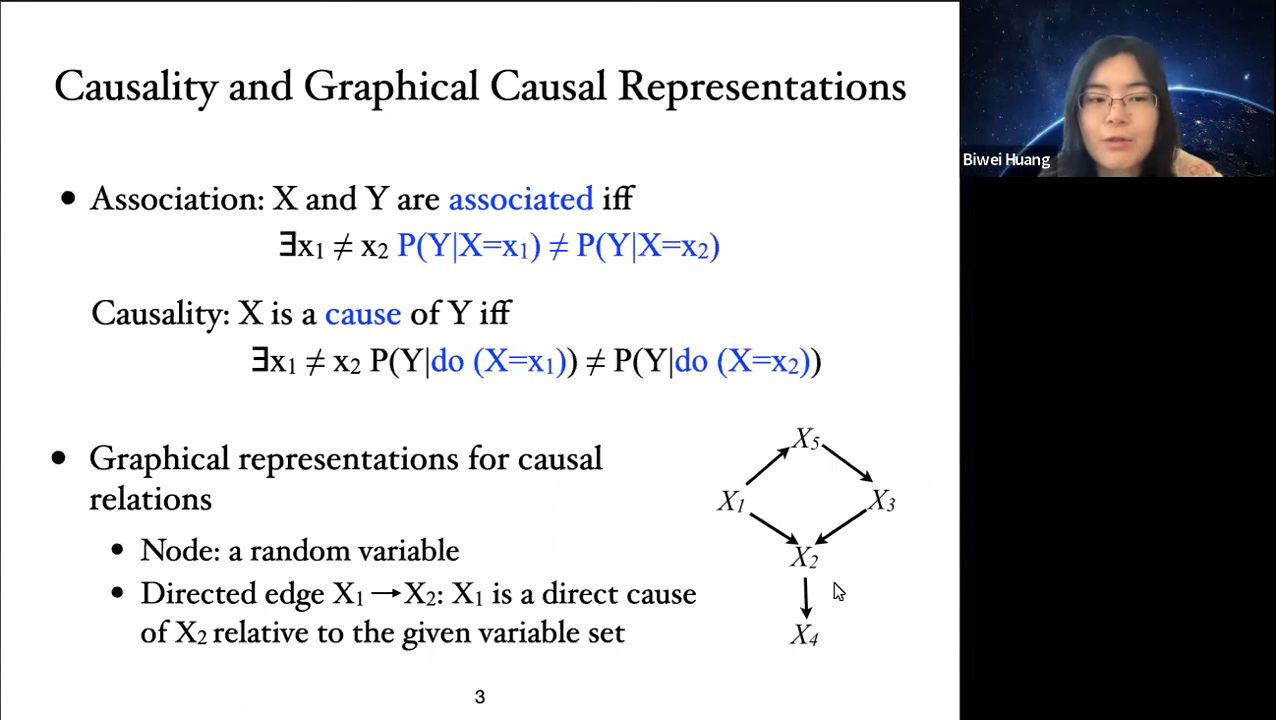 Causality and Graphical Causal Representations
Biwei Huang
• Association: X and Y are associated iff
∃x₁ ≠ x₂ P(Y|X=x₁) ≠ P(Y|X=x₂)
Causality: X is a cause of Y iff
∃x₁ ≠ x₂ P(Y|do (X=x₁)) ≠ P(Y|do (X=x₂))
• Graphical representations for causal
relations
• Node: a random variable
• Directed edge X₁→X₂: X₁ is a direct cause
of X₂ relative to the given variable set
X₅
X₁ X₃
X₂
X₄
3